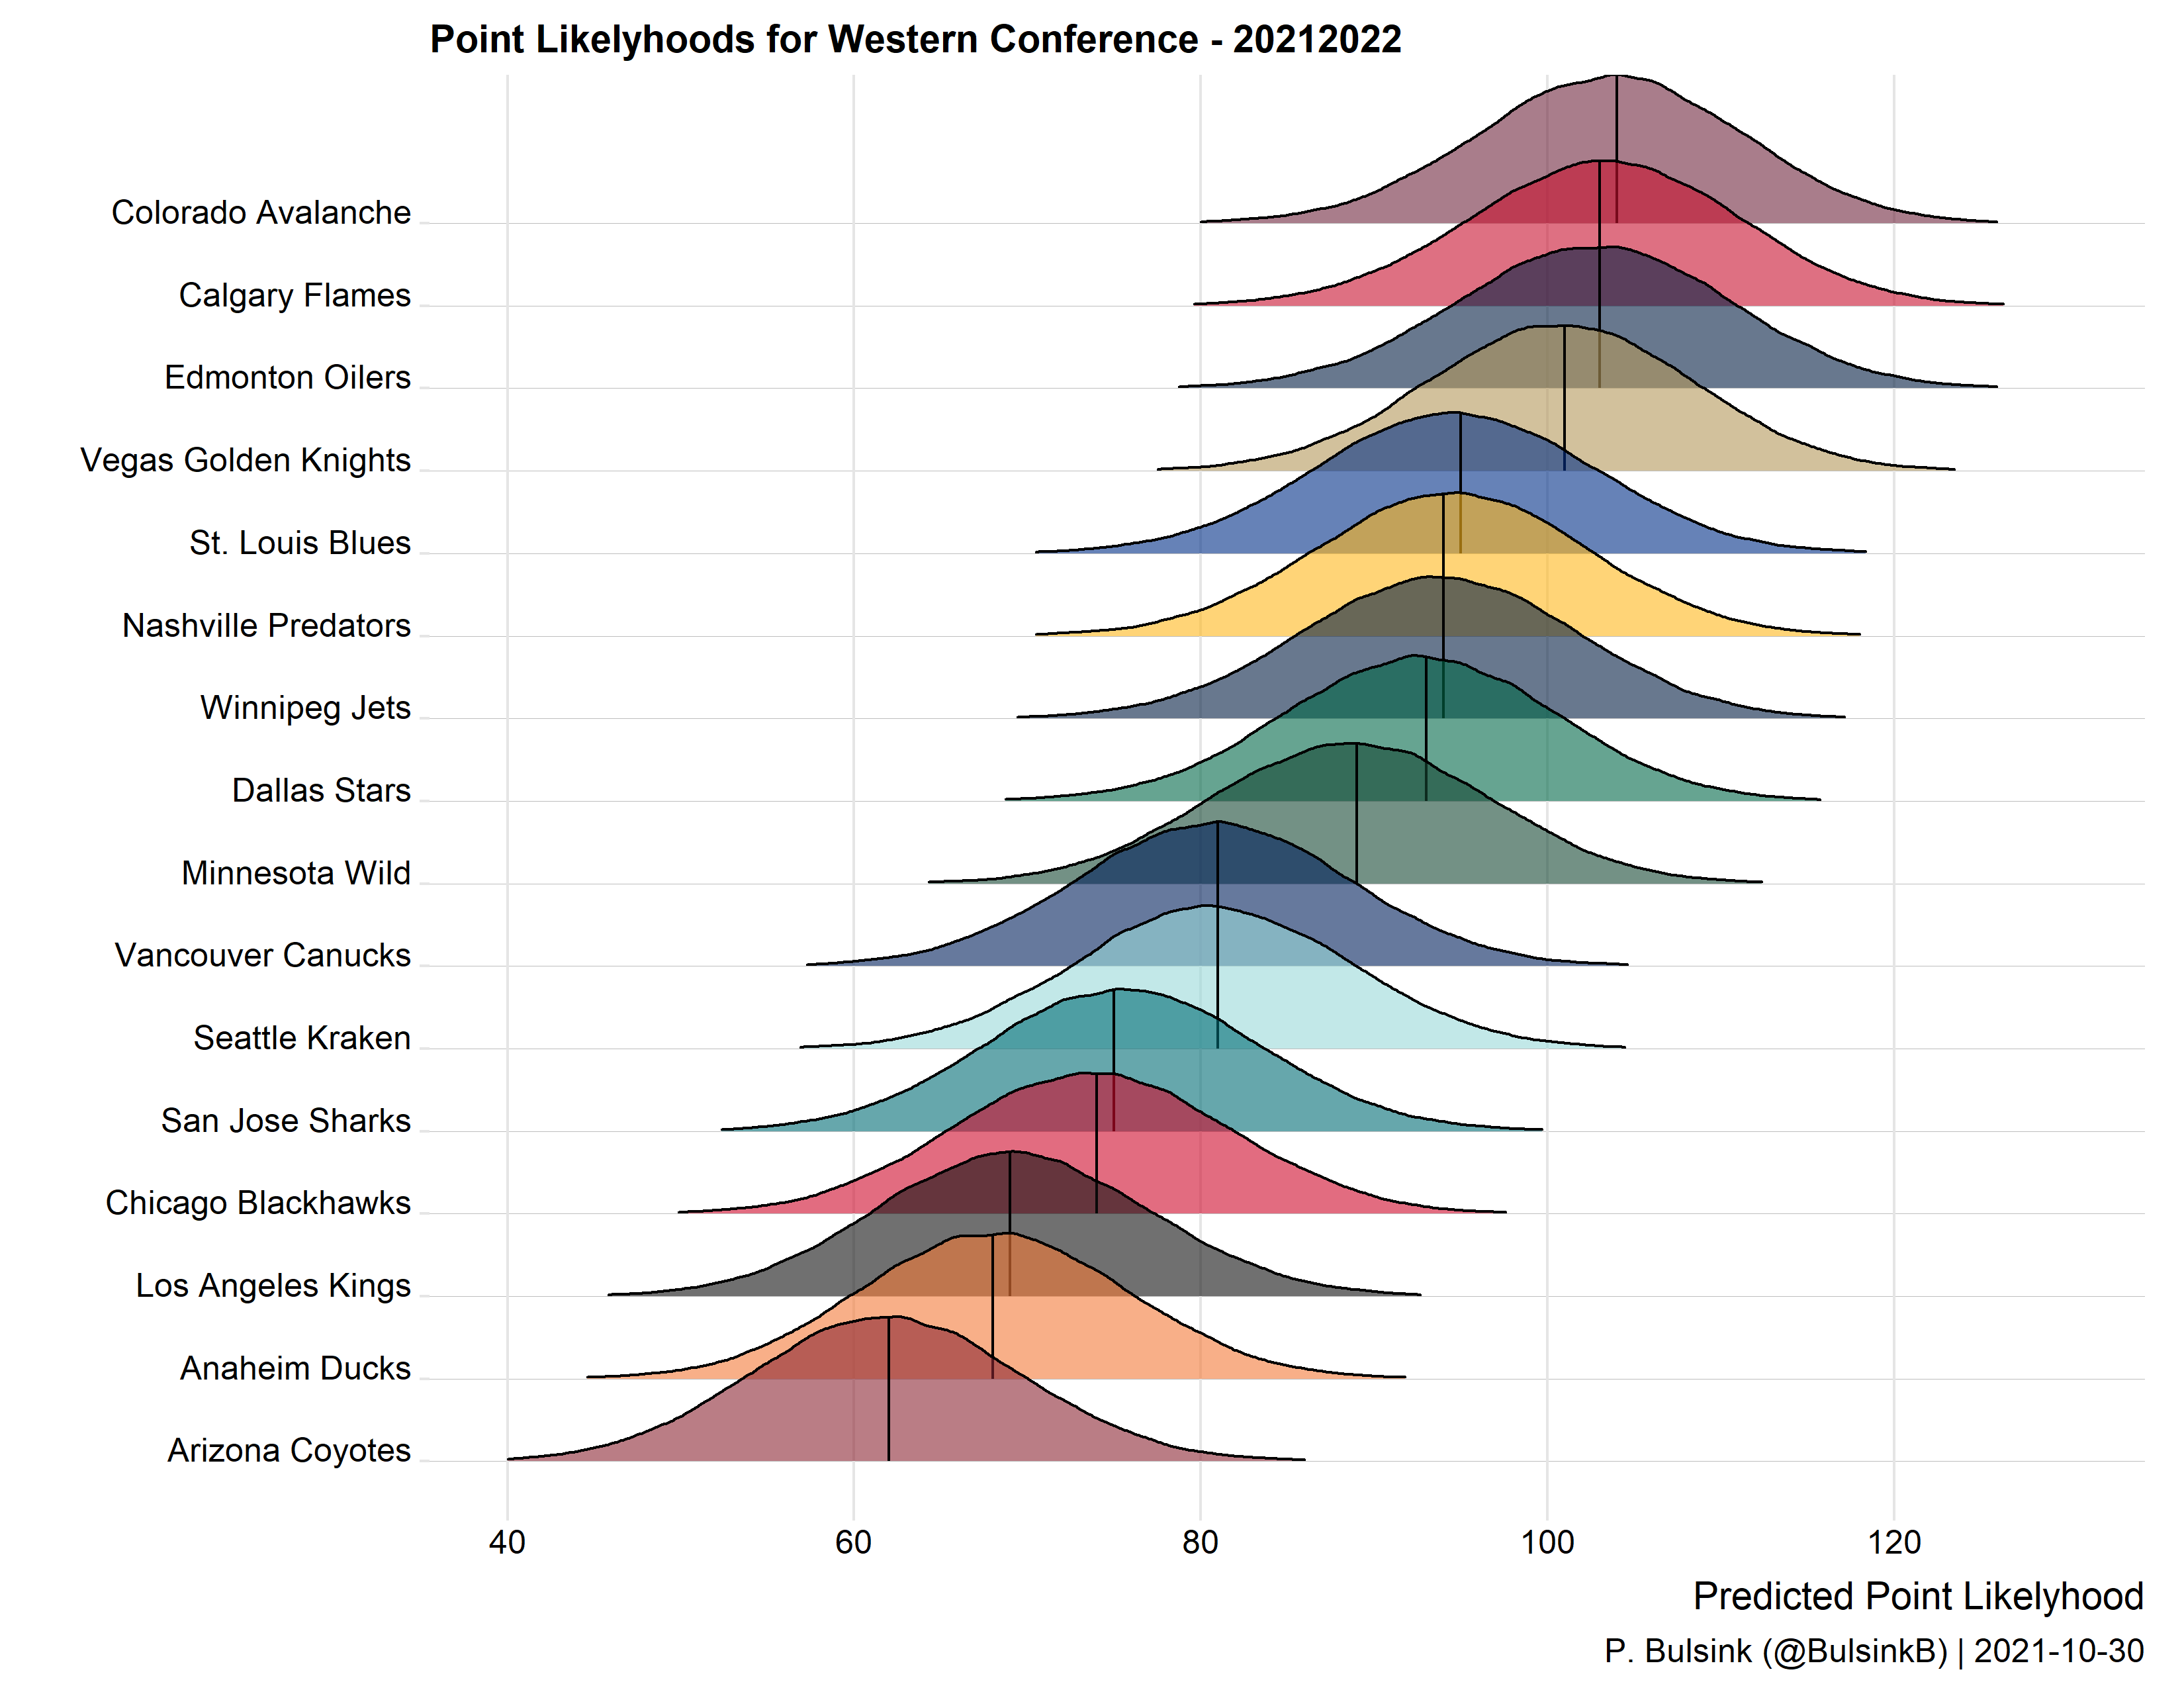 Point Likelyhoods for Western Conference - 20212022
Colorado Avalanche
Calgary Flames
Edmonton Oilers
Vegas Golden Knights
St. Louis Blues
Nashville Predators
Winnipeg Jets
Dallas Stars
Minnesota Wild
Vancouver Canucks
Seattle Kraken
San Jose Sharks
Chicago Blackhawks
Los Angeles Kings
Anaheim Ducks
Arizona Coyotes
40 60 80 100 120
Predicted Point Likelyhood
P. Bulsink (@BulsinkB) | 2021-10-30